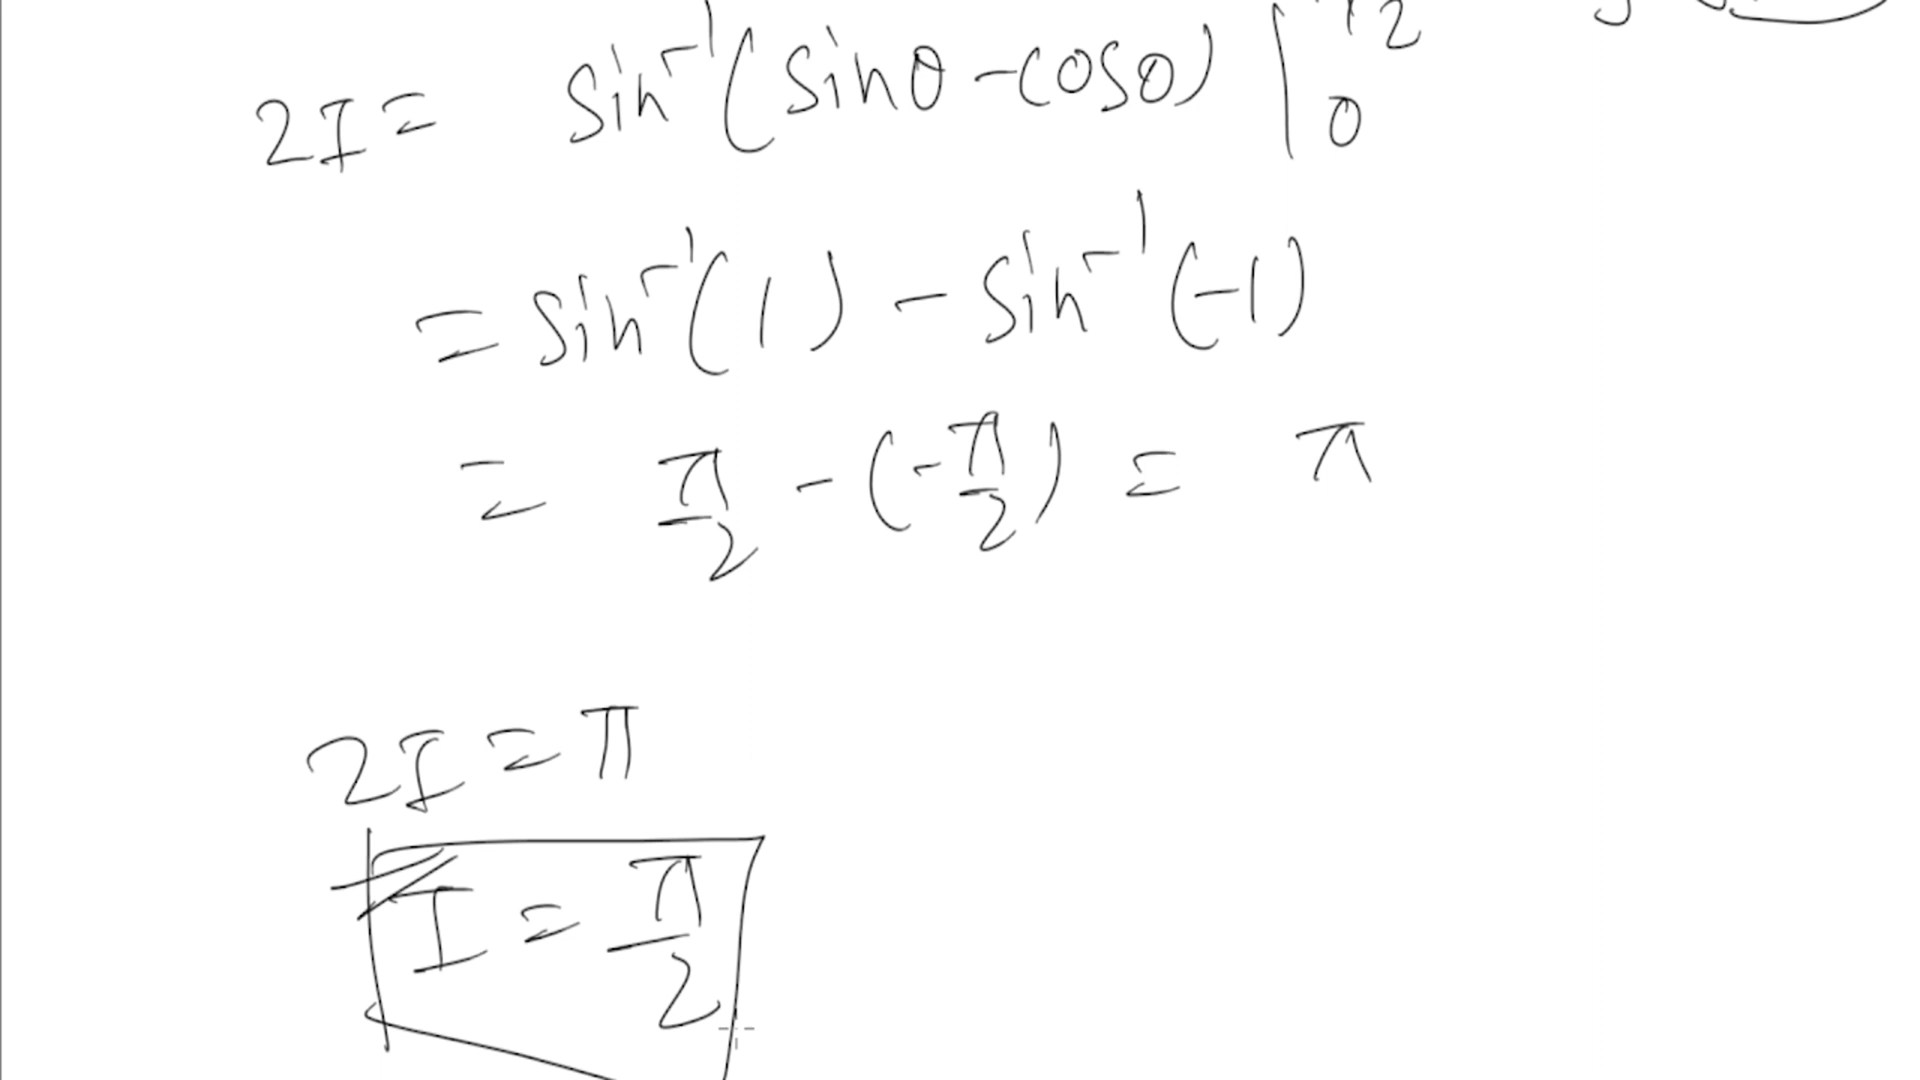 2I = sin⁻¹(sinθ - cosθ) |₀^π/2
= sin⁻¹(1) - sin⁻¹(-1)
= π/2 - (-π/2) = π
2I = π
I = π/2